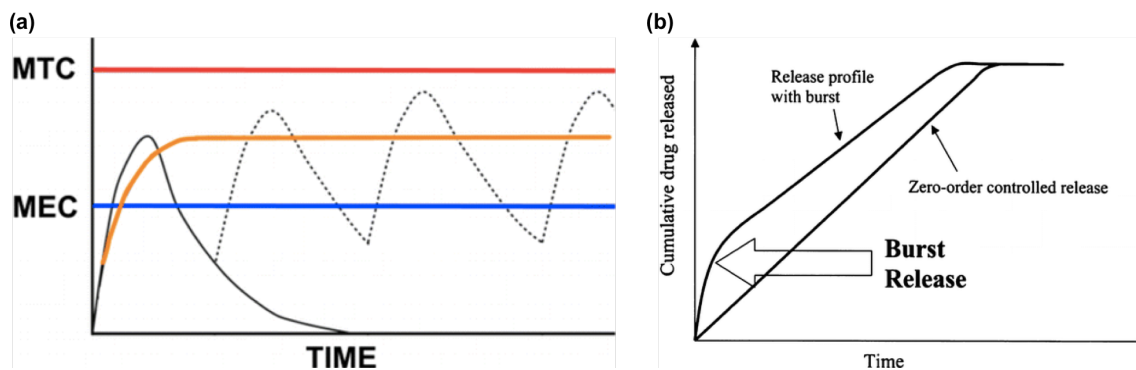 (a)
MTC
MEC
TIME
(b)
Cumulative drug released
Release profile
with burst
Zero-order controlled release
Burst
Release
Time